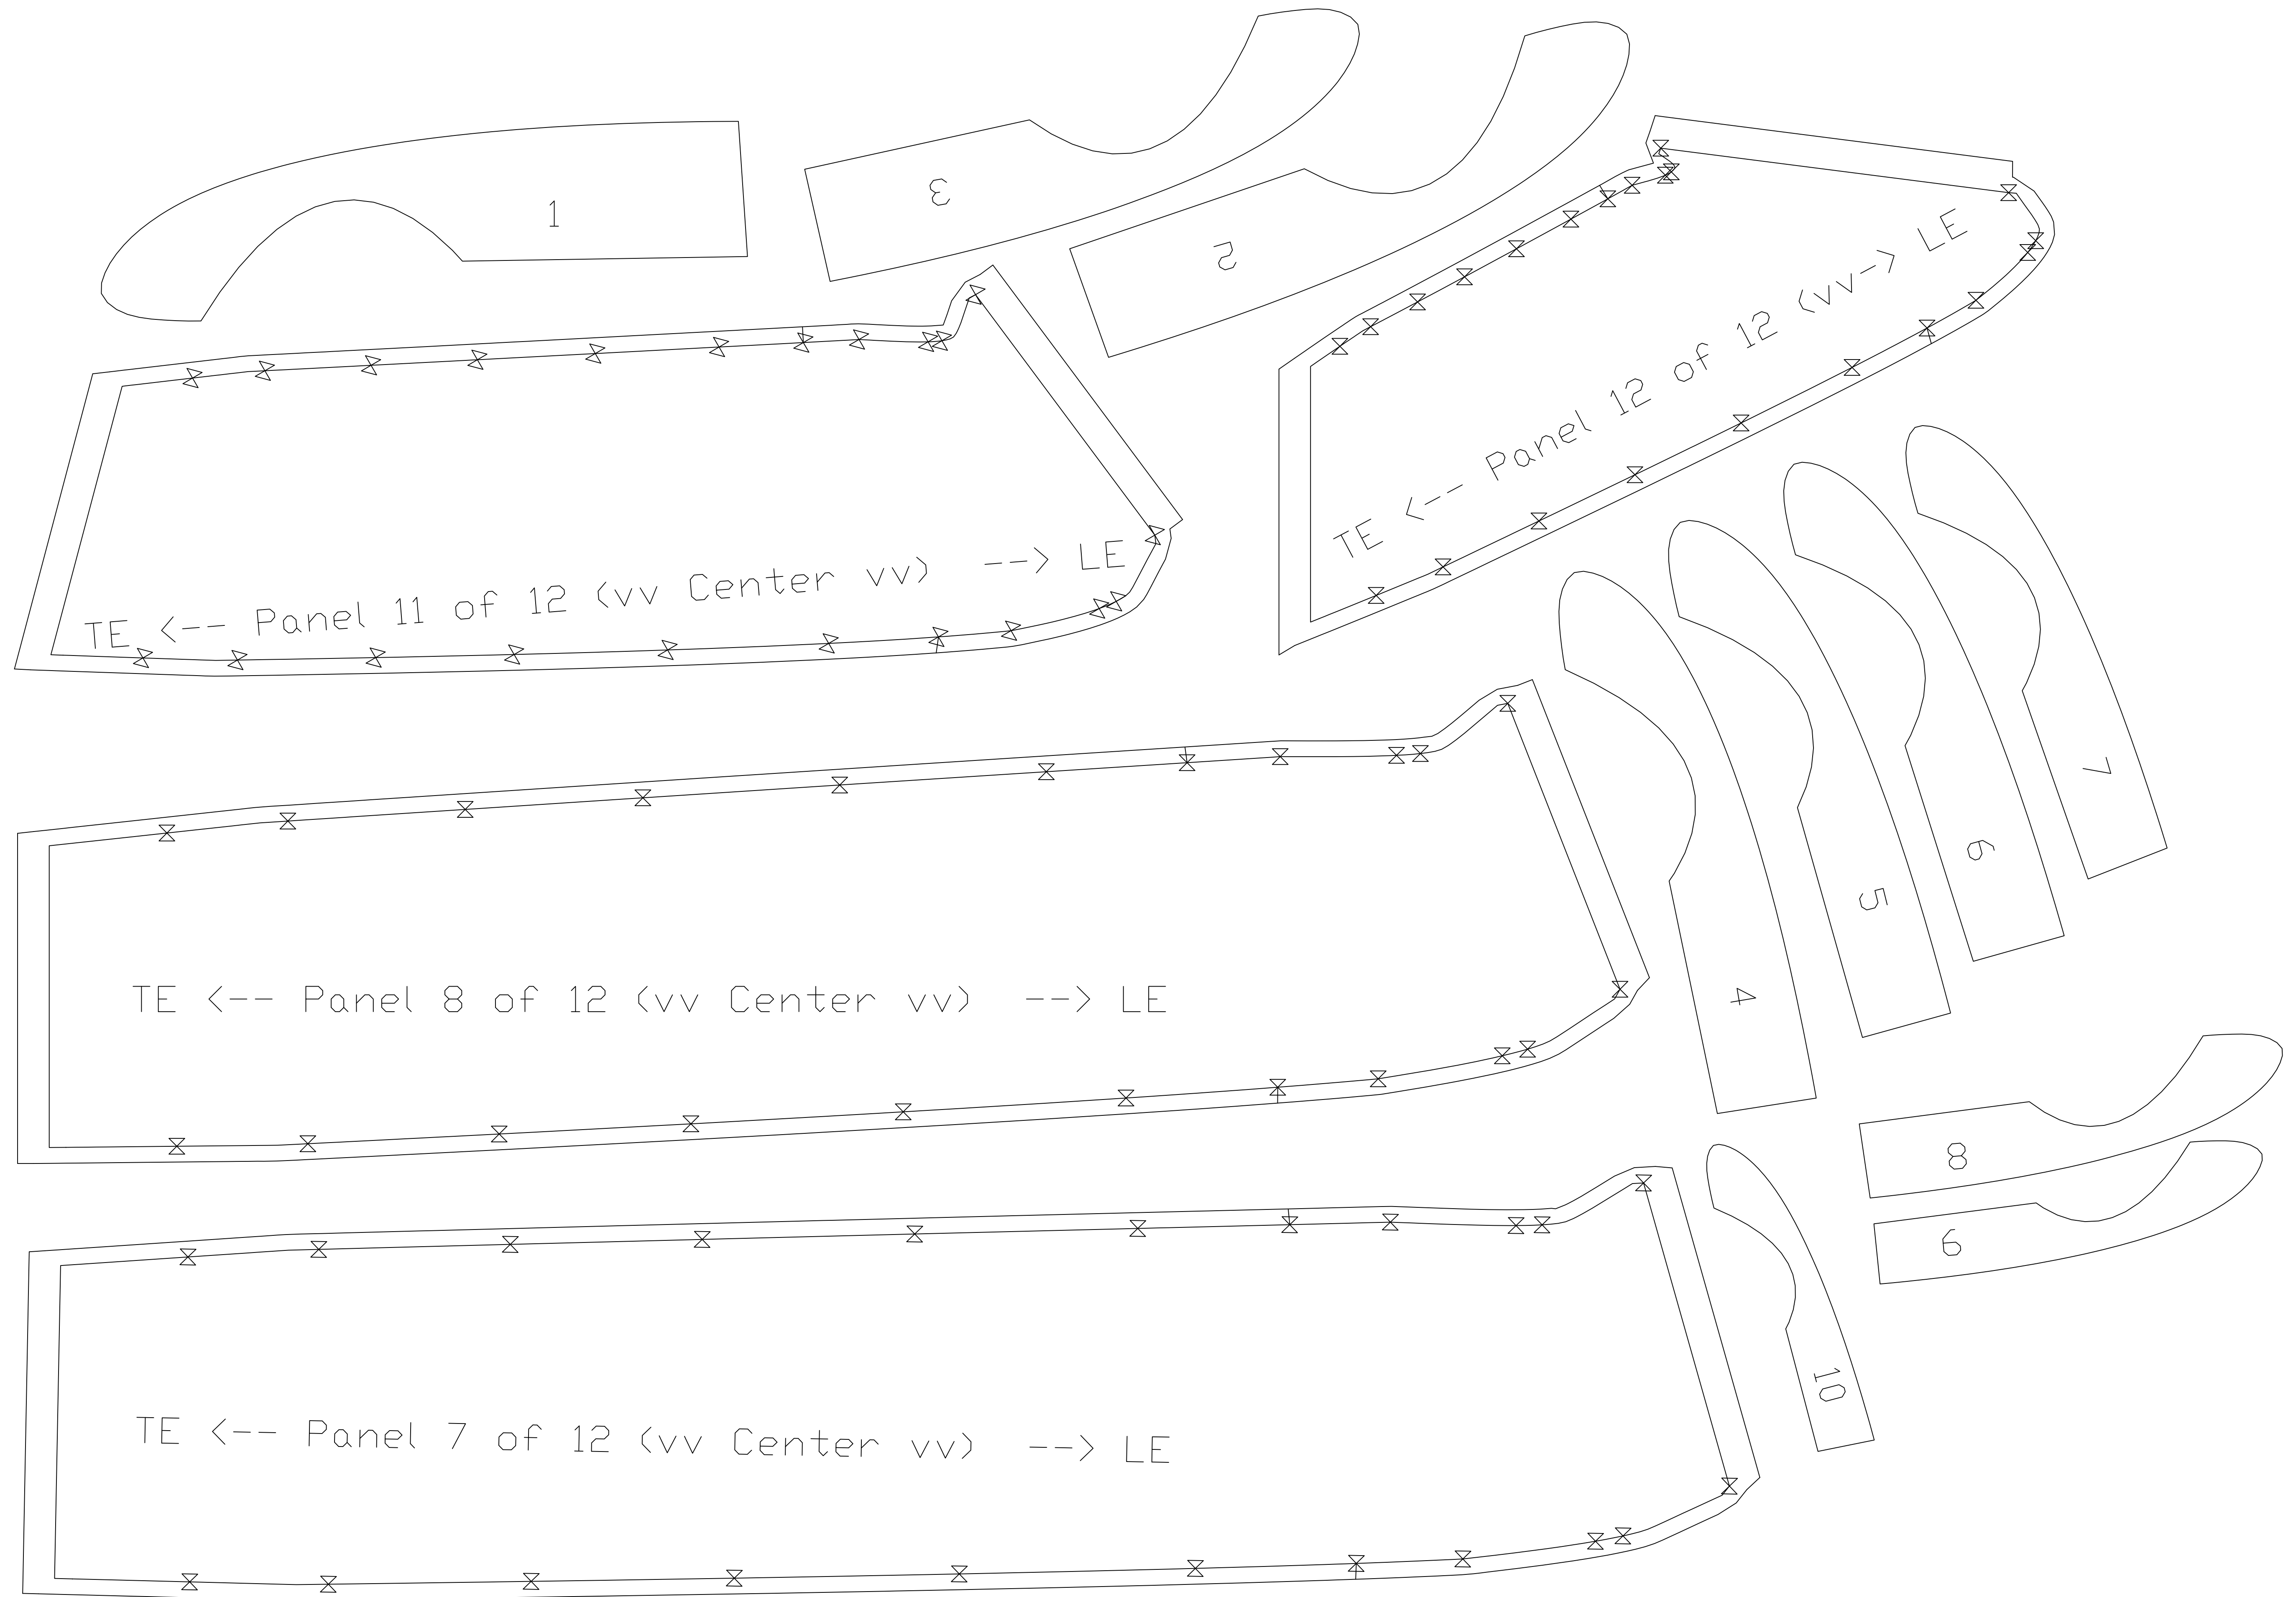 1
3
2
TE <-- Panel 12 of 12 (vv--> LE
TE <-- Panel 11 of 12 (vv Center vv) --> LE
7
6
5
4
TE <-- Panel 8 of 12 (vv Center vv) --> LE
8
9
10
TE <-- Panel 7 of 12 (vv Center vv) --> LE